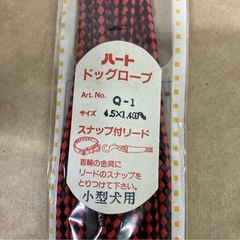 ハート
ドッグロープ
Art. No. Q-1
サイズ 4.5×1.40㎝
スナップ付リード
首輪の金具に
リードのスナップを
とりつけて下さい。
小型犬用